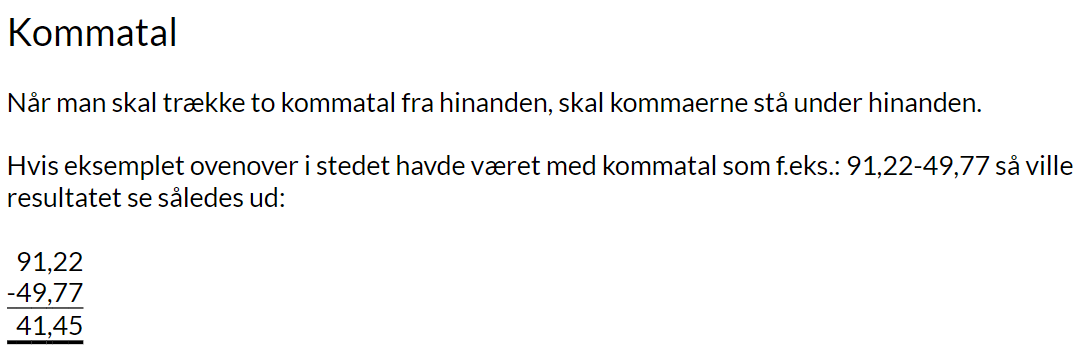 Kommatal
Når man skal trække to kommatal fra hinanden, skal kommaerne stå under hinanden.
Hvis eksemplet ovenover i stedet havde været med kommatal som f.eks.: 91,22-49,77 så ville
resultatet se således ud:
91,22
-49,77
41,45